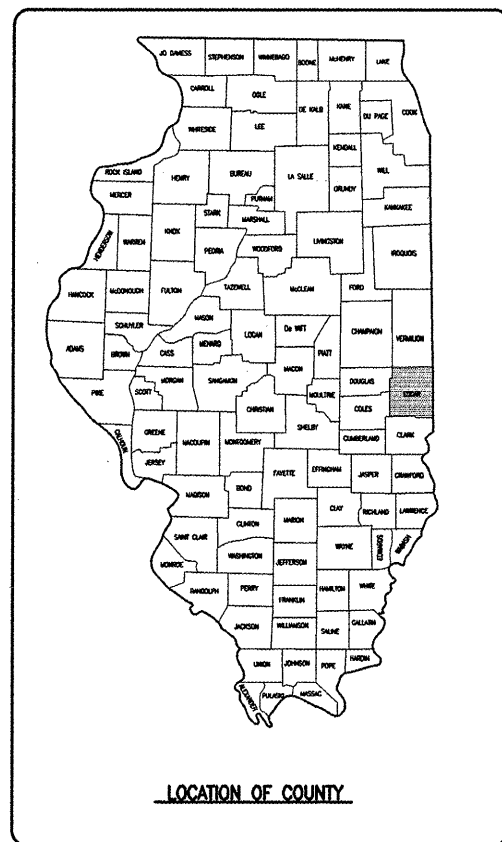 JO DAVIESS STEPHENSON WINNEBAGO BOONE McHENRY LAKE
CARROLL OGLE DE KALB KANE DU PAGE COOK
WHITESIDE LEE KENDALL WILL
ROCK ISLAND HENRY BUREAU LA SALLE GRUNDY
MERCER PUTNAM KANKAKEE
STARK MARSHALL
HENDERSON WARREN KNOX PEORIA WOODFORD LIVINGSTON IROQUOIS
HANCOCK McDONOUGH FULTON TAZEWELL McCLEAN FORD
MASON
SCHUYLER LOGAN De WITT CHAMPAIGN VERMILION
ADAMS BROWN CASS MENARD PIATT
MACON
PIKE SCOTT MORGAN SANGAMON MOULTRIE DOUGLAS EDGAR
CHRISTIAN COLES
CALHOUN GREENE MACOUPIN MONTGOMERY SHELBY CUMBERLAND CLARK
JERSEY
FAYETTE EFFINGHAM JASPER CRAWFORD
MADISON BOND
CLAY RICHLAND LAWRENCE
CLINTON MARION
SAINT CLAIR WAYNE EDWARDS WABASH
WASHINGTON JEFFERSON
MONROE
RANDOLPH PERRY HAMILTON WHITE
FRANKLIN
JACKSON WILLIAMSON SALINE GALLATIN
UNION JOHNSON POPE HARDIN
ALEXANDER PULASKI MASSAC
LOCATION OF COUNTY